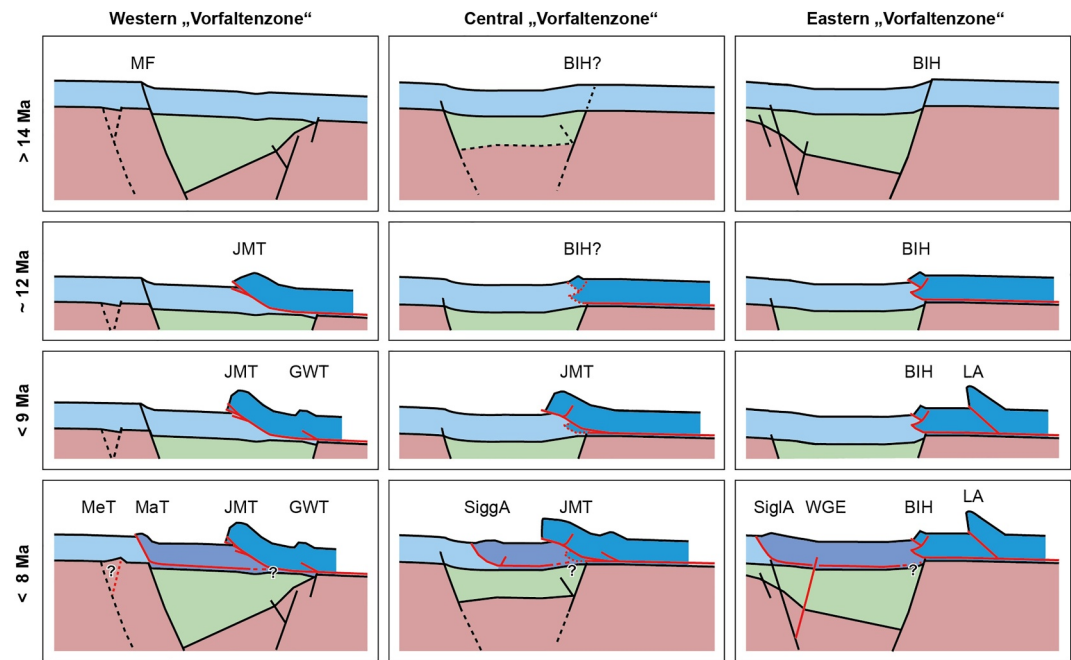 Western „Vorfaltenzone“
Central „Vorfaltenzone“
Eastern „Vorfaltenzone“
> 14 Ma
MF
BIH?
BIH
~ 12 Ma
JMT
BIH?
BIH
< 9 Ma
JMT GWT
JMT
BIH LA
< 8 Ma
MeT MaT JMT GWT
? ?
SiggA JMT
?
SiglA WGE BIH LA
?